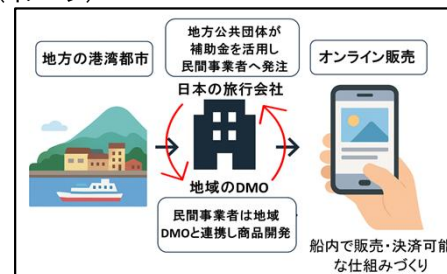 地方の港湾都市
地方公共団体が
補助金を活用し
民間事業者へ発注
日本の旅行会社
地域のDMO
民間事業者は地域
DMOと連携し商品開発
オンライン販売
船内で販売・決済可能
な仕組みづくり